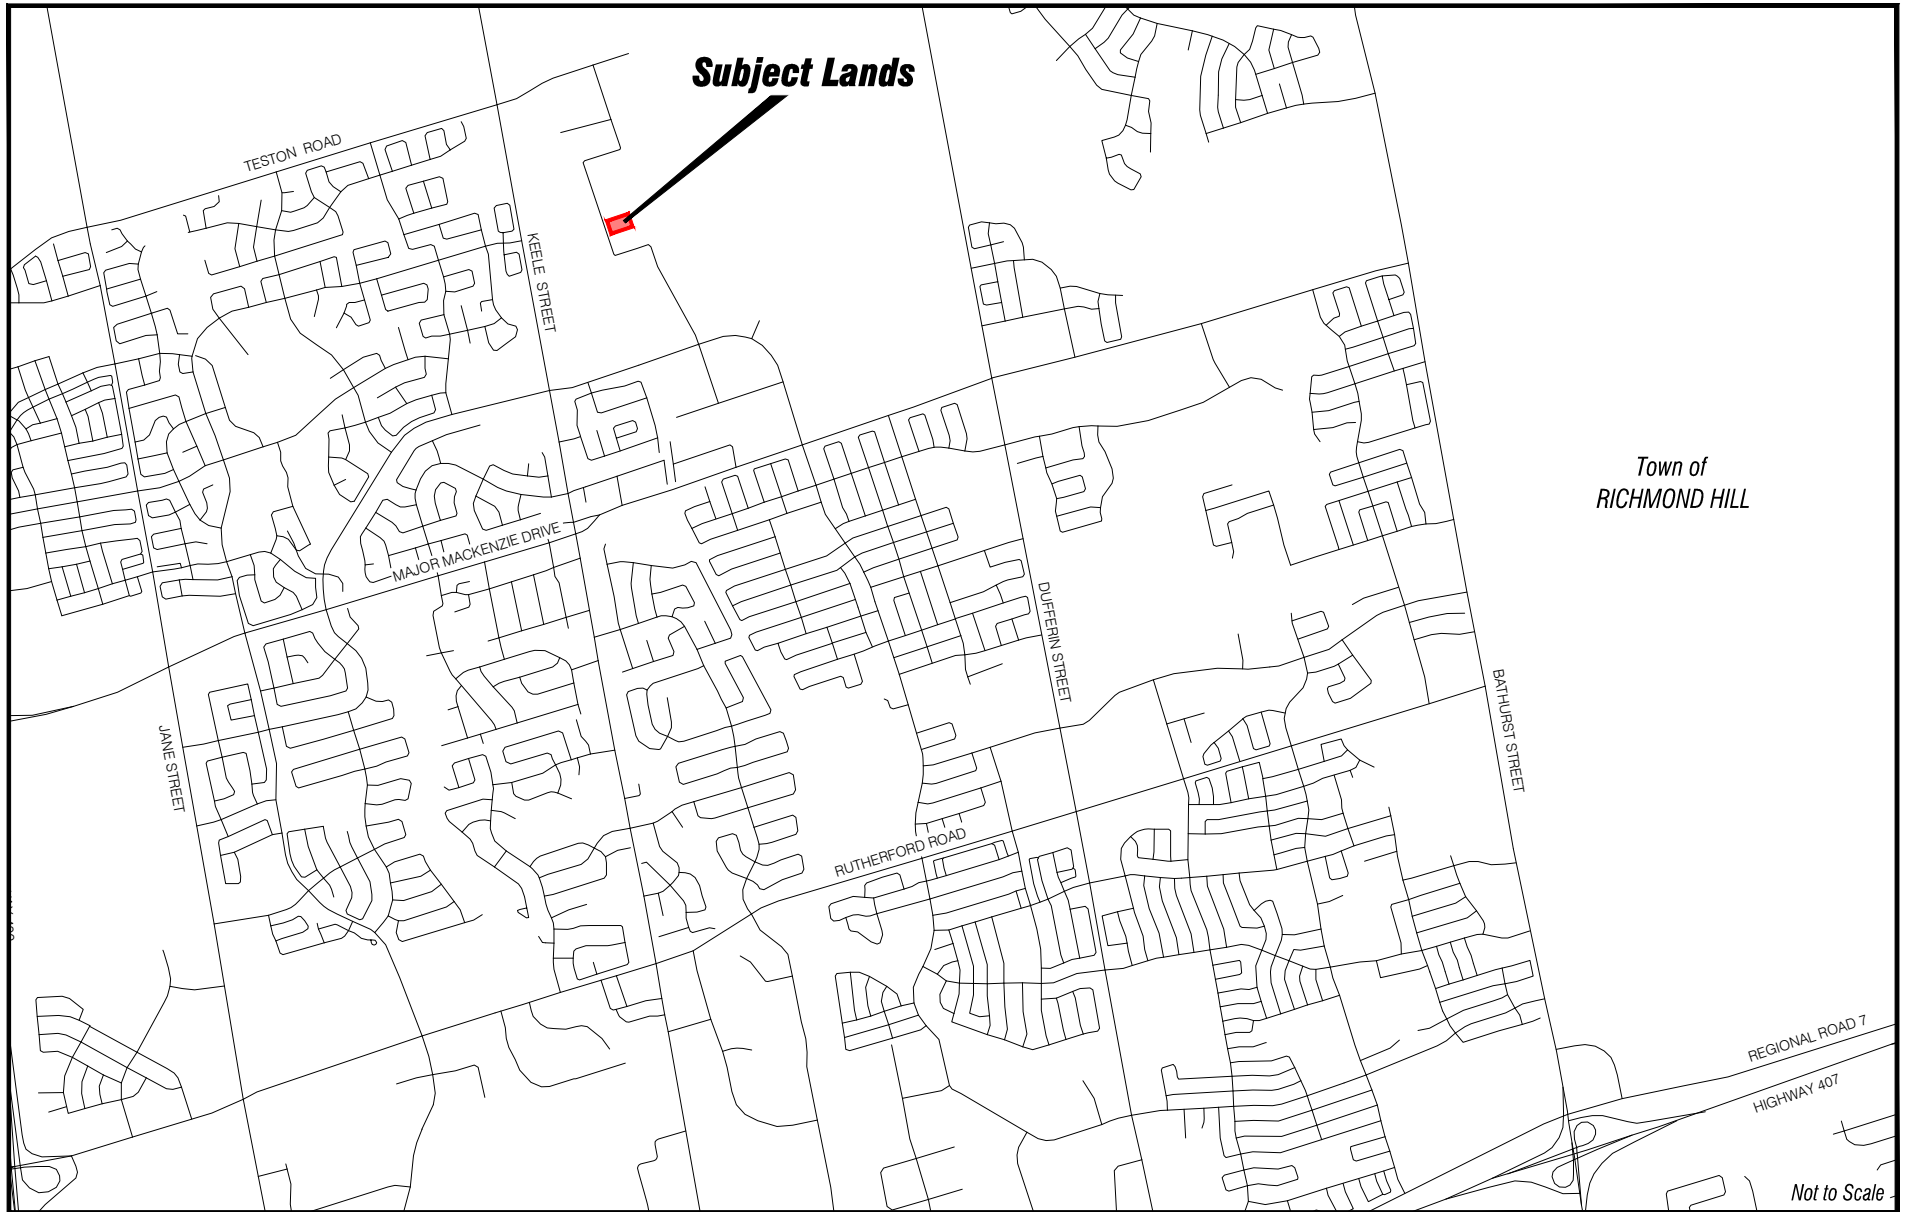 Subject Lands
TESTON ROAD
KEELE STREET
Town of
RICHMOND HILL
MAJOR MACKENZIE DRIVE
DUFFERIN STREET
BATHURST STREET
JANE STREET
RUTHERFORD ROAD
REGIONAL ROAD 7
HIGHWAY 407
Not to Scale